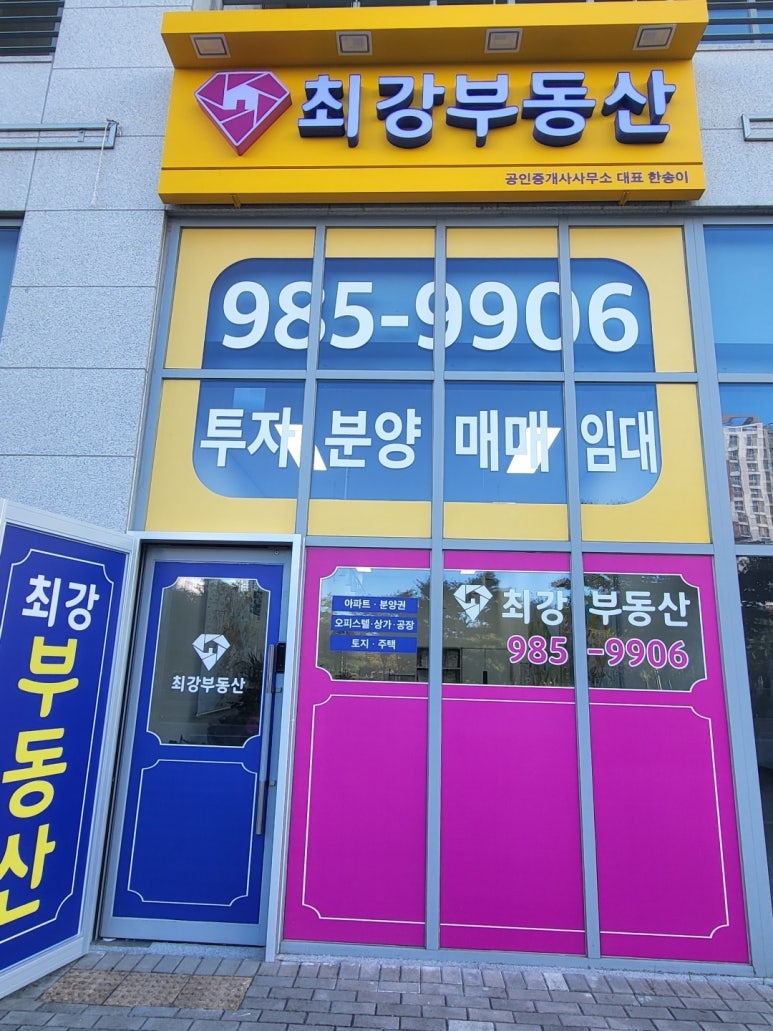 최강부동산
공인중개사사무소 대표 한송이
985-9906
투자 분양 매매 임대
최강
부동산
최강부동산
아파트·분양권
오피스텔·상가·공장
토지·주택
최강 부동산
985-9906